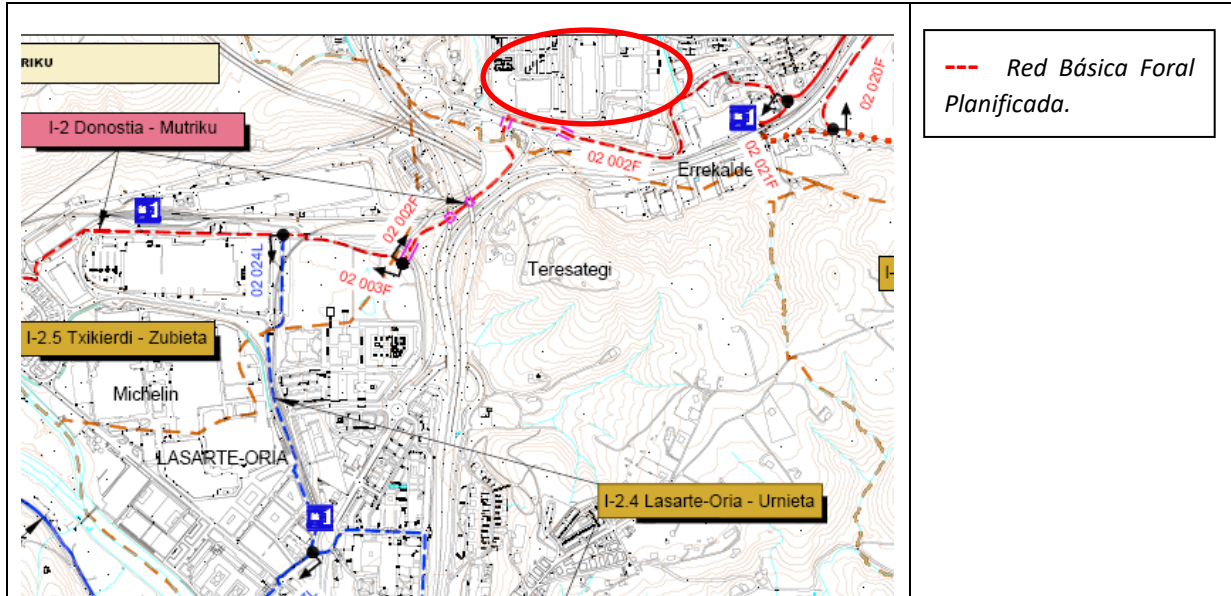 RIKU
I-2 Donostia - Mutriku
02 020F
02 002F
Errekalde
02 021F
02 002F
02 024L
02 003F
Teresategi
I-
I-2.5 Txikierdi - Zubieta
Michelin
LASARTE-ORIA
I-2.4 Lasarte-Oria - Urnieta
--- Red Básica Foral
Planificada.